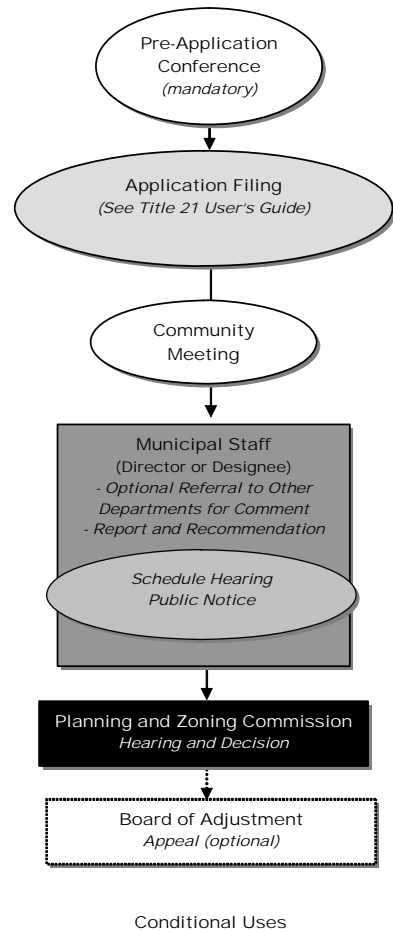 Pre-Application
Conference
(mandatory)
Application Filing
(See Title 21 User's Guide)
Community
Meeting
Municipal Staff
(Director or Designee)
- Optional Referral to Other
Departments for Comment
- Report and Recommendation
Schedule Hearing
Public Notice
Planning and Zoning Commission
Hearing and Decision
Board of Adjustment
Appeal (optional)
Conditional Uses